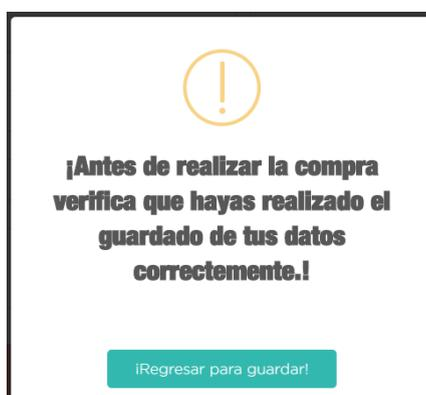 ¡Antes de realizar la compra
verifica que hayas realizado el
guardado de tus datos
correctamente.!
¡Regresar para guardar!